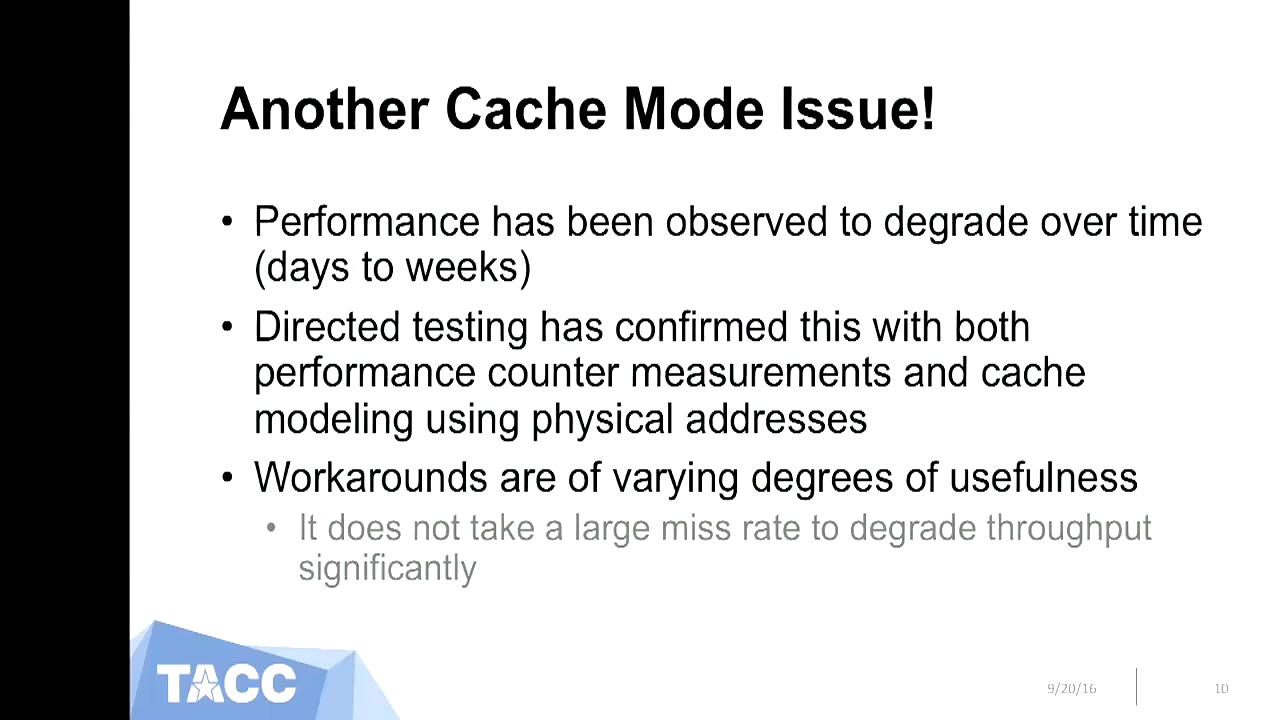 Another Cache Mode Issue!
• Performance has been observed to degrade over time
(days to weeks)
• Directed testing has confirmed this with both
performance counter measurements and cache
modeling using physical addresses
• Workarounds are of varying degrees of usefulness
• It does not take a large miss rate to degrade throughput
significantly
TACC
9/20/16
10